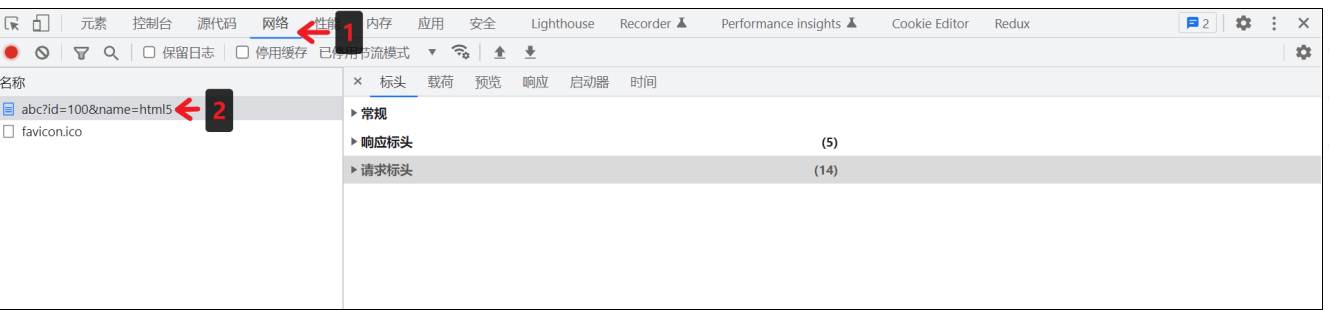 元素 控制台 源代码 网络 性能 内存 应用 安全 Lighthouse Recorder Performance insights Cookie Editor Redux 2
1
保留日志 停用缓存 已停用节流模式
名称 × 标头 载荷 预览 响应 启动器 时间
abc?id=100&name=html5 2 常规
favicon.ico
响应标头 (5)
请求标头 (14)